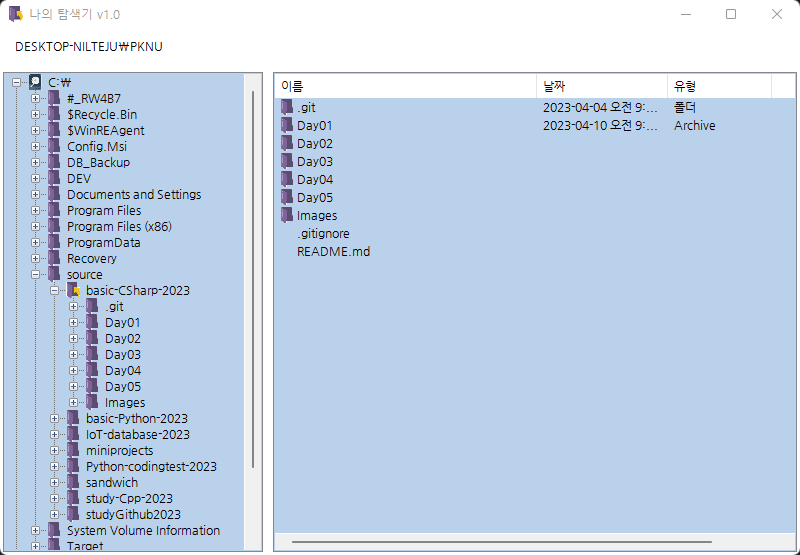 나의 탐색기 v1.0
DESKTOP-NILTEJU₩PKNU
C:₩
#_RW4B7
$Recycle.Bin
$WinREAgent
Config.Msi
DB_Backup
DEV
Documents and Settings
Program Files
Program Files (x86)
ProgramData
Recovery
source
basic-CSharp-2023
.git
Day01
Day02
Day03
Day04
Day05
Images
basic-Python-2023
IoT-database-2023
miniprojects
Python-codingtest-2023
sandwich
study-Cpp-2023
studyGithub2023
System Volume Information
Target
이름 날짜 유형
.git 2023-04-04 오전 9:... 폴더
Day01 2023-04-10 오전 9:... Archive
Day02
Day03
Day04
Day05
Images
.gitignore
README.md